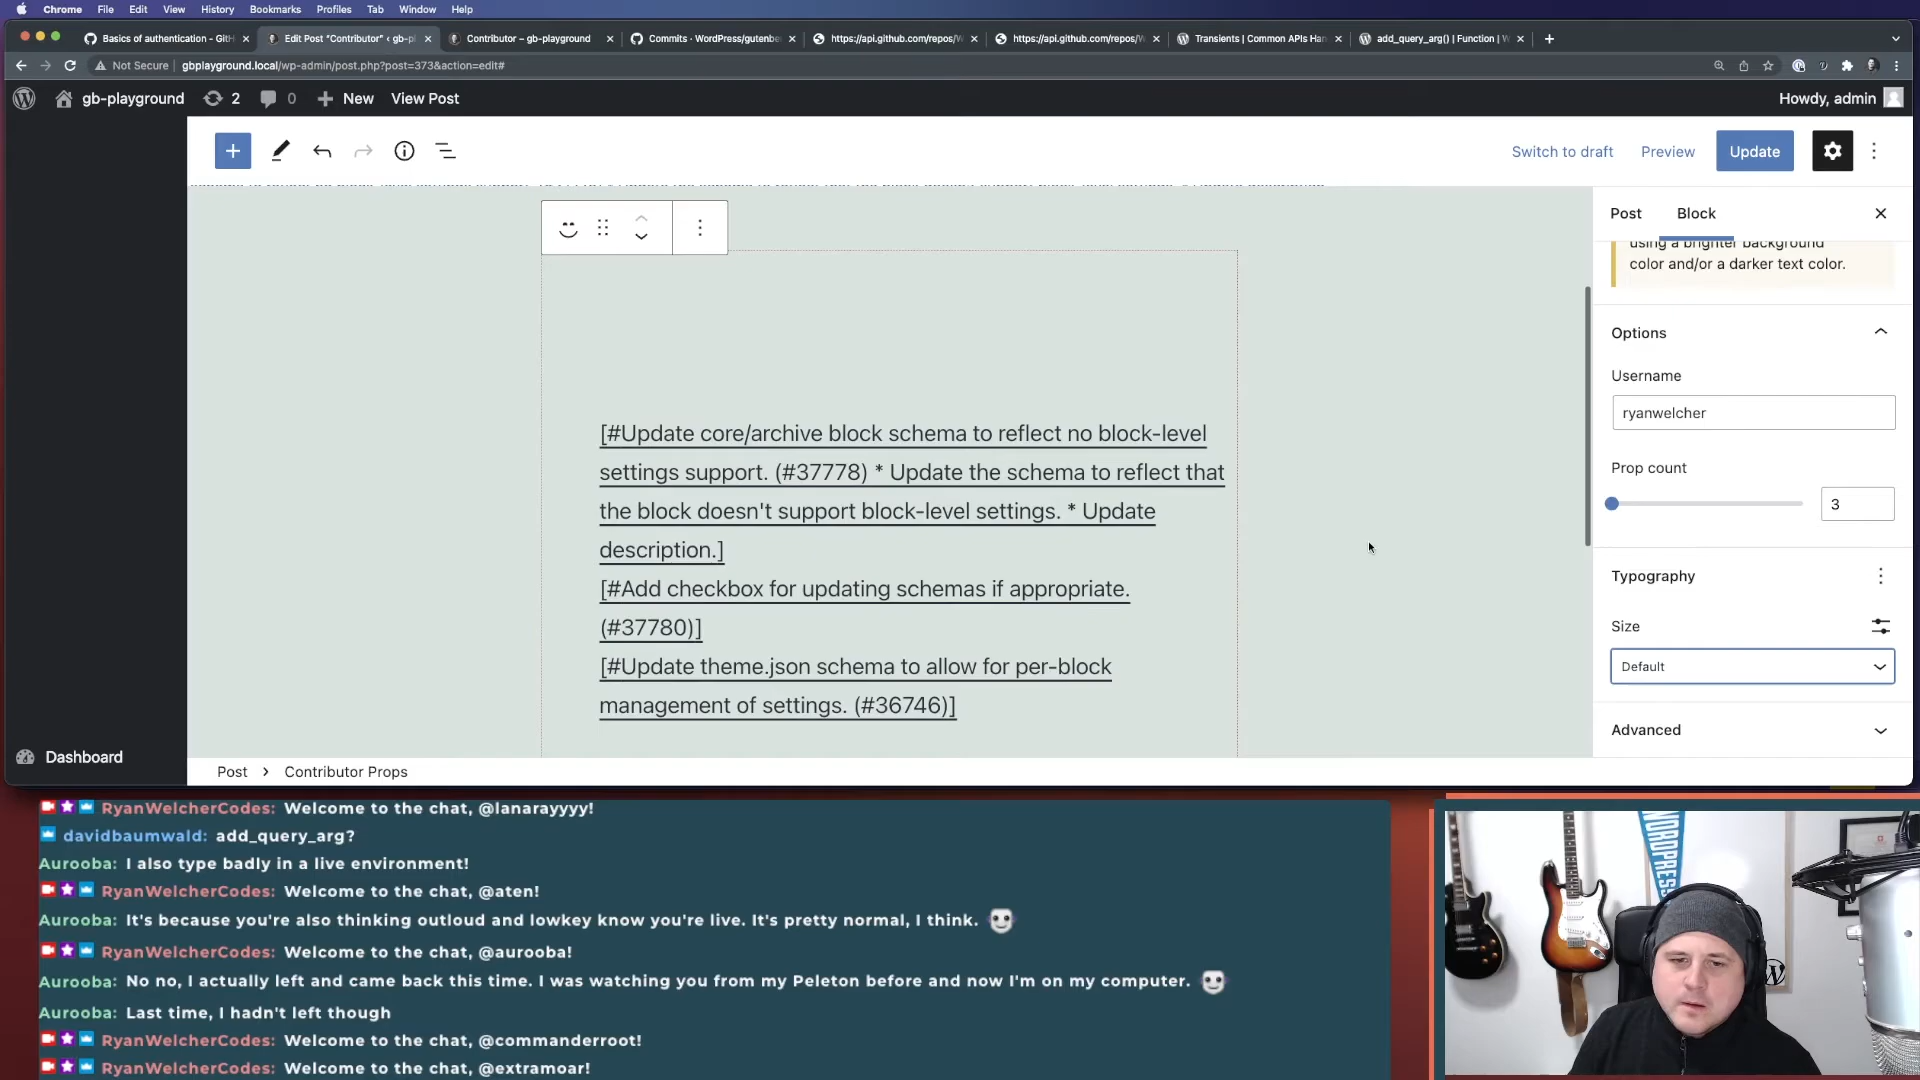 Chrome File Edit View History Bookmarks Profiles Tab Window Help
Basics of authentication - GitH
Edit Post "Contributor" ‹ gb-pl
Contributor – gb-playground
Commits · WordPress/gutenbe
https://api.github.com/repos/W
https://api.github.com/repos/W
Transients | Common APIs Han
add_query_arg() | Function | W
Not Secure | gbplayground.local/wp-admin/post.php?post=373&action=edit#
gb-playground 2 0 New View Post
Howdy, admin
Switch to draft Preview Update
Post Block
using a brighter background
color and/or a darker text color.
Options
Username
ryanwelcher
Prop count
3
Typography
Size
Default
Advanced
[#Update core/archive block schema to reflect no block-level
settings support. (#37778) * Update the schema to reflect that
the block doesn't support block-level settings. * Update
description.]
[#Add checkbox for updating schemas if appropriate.
(#37780)]
[#Update theme.json schema to allow for per-block
management of settings. (#36746)]
Dashboard
Post › Contributor Props
RyanWelcherCodes: Welcome to the chat, @lanarayyyy!
davidbaumwald: add_query_arg?
Aurooba: I also type badly in a live environment!
RyanWelcherCodes: Welcome to the chat, @aten!
Aurooba: It's because you're also thinking outloud and lowkey know you're live. It's pretty normal, I think.
RyanWelcherCodes: Welcome to the chat, @aurooba!
Aurooba: No no, I actually left and came back this time. I was watching you from my Peleton before and now I'm on my computer.
Aurooba: Last time, I hadn't left though
RyanWelcherCodes: Welcome to the chat, @commanderroot!
RyanWelcherCodes: Welcome to the chat, @extramoar!